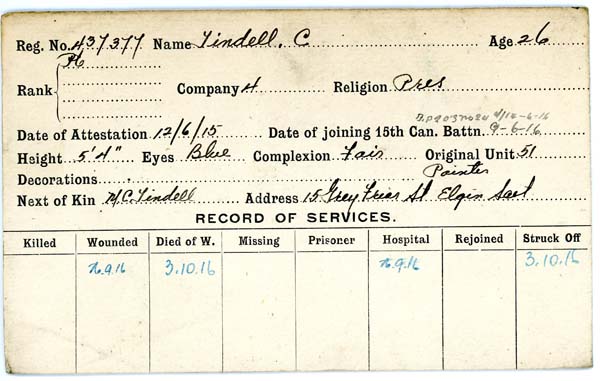 Reg. No. 437377 Name Tindell, C Age 26
Rank Pte Company 4 Religion Pres
Date of Attestation 12/6/15 Date of joining 15th Can. Battn. 9-6-16
Height 5'4" Eyes Blue Complexion Fair Original Unit 51
Decorations Painter
Next of Kin M/C. Tindell Address 15 Grey Friar St Elgin Scot
RECORD OF SERVICES.
Killed Wounded Died of W. Missing Prisoner Hospital Rejoined Struck Off
26.9.16 3.10.16 26.9.16 3.10.16